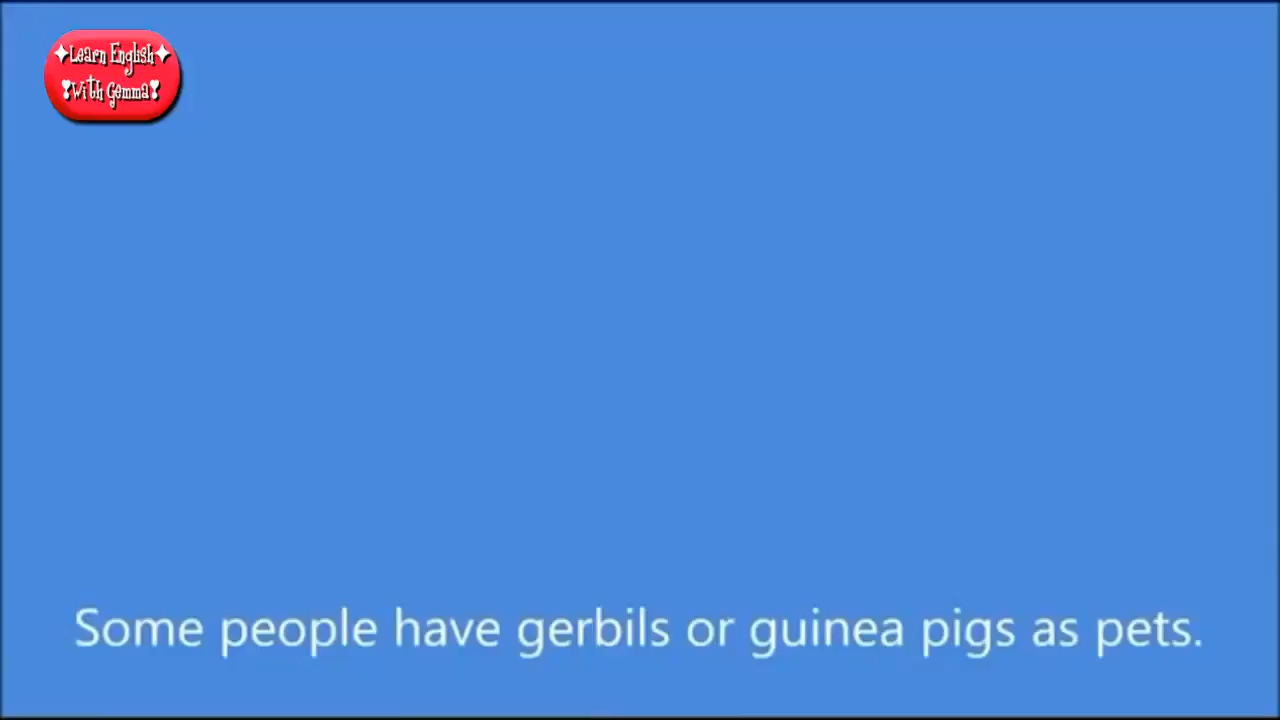 ✦Learn English✦
❣With Gemma❣
Some people have gerbils or guinea pigs as pets.